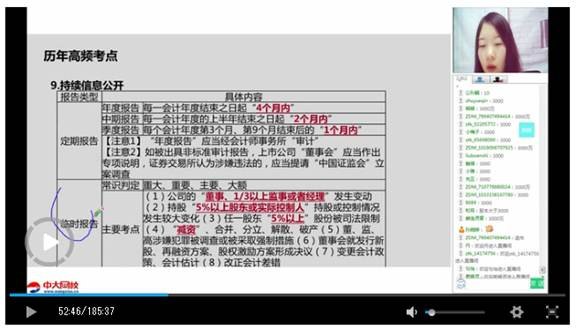 历年高频考点
9.持续信息公开
报告类型 具体内容
定期报告
年度报告 每一会计年度结束之日起“4个月内”
中期报告 每一会计年度的上半年结束之日起“2个月内”
季度报告 每个会计年度第3个月、第9个月结束后的“1个月内”
【注意1】 “年度报告”应当经会计师事务所“审计”
【注意2】如被出具非标准审计报告，上市公司“董事会”应当作出
专项说明，证券交易所认为涉嫌违法的，应当提请“中国证监会”立
案调查
临时报告
常识判定 重大、重要、主要、大额
主要考点
（1）公司的“董事、1/3以上监事或者经理”发生变动
（2）持股“5%以上股东或实际控制人”持股或控制情况
发生较大变化（3）任一股东“5%以上”股份被司法限制
（4）“减资”、合并、分立、解散、破产（5）董、监、
高涉嫌犯罪被调查或被采取强制措施（6）董事会就发行新
股、再融资方案、股权激励方案形成决议（7）变更会计政
策、会计估计（8）改正会计差错
中大网校
52:46/185:37